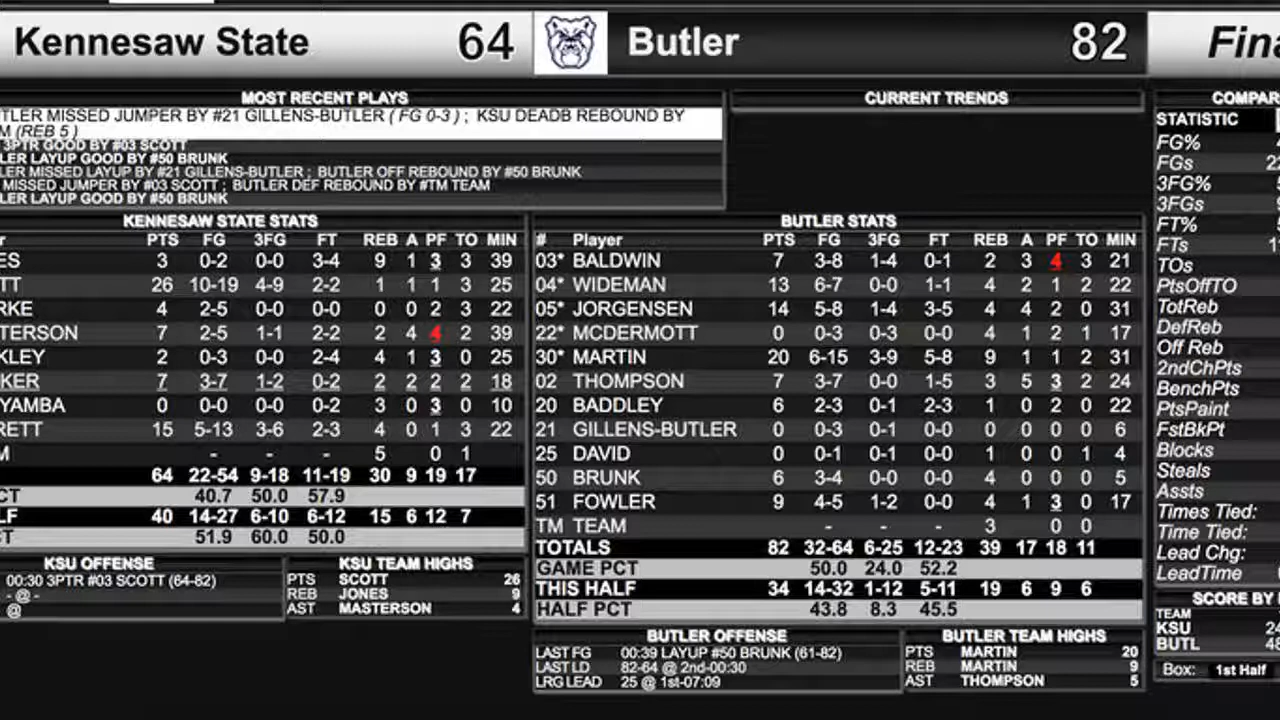 Kennesaw State 64 Butler 82 Fina
MOST RECENT PLAYS
TLER MISSED JUMPER BY #21 GILLENS-BUTLER ( FG 0-3 ) ; KSU DEADB REBOUND BY
M (REB 5 )
3PTR GOOD BY #03 SCOTT
LER LAYUP GOOD BY #50 BRUNK
LER MISSED LAYUP BY #21 GILLENS-BUTLER ; BUTLER OFF REBOUND BY #50 BRUNK
MISSED JUMPER BY #03 SCOTT ; BUTLER DEF REBOUND BY #TM TEAM
LER LAYUP GOOD BY #50 BRUNK
CURRENT TRENDS
KENNESAW STATE STATS
r PTS FG 3FG FT REB A PF TO MIN
ES 3 0-2 0-0 3-4 9 1 3 3 39
TT 26 10-19 4-9 2-2 1 1 1 3 25
RKE 4 2-5 0-0 0-0 0 0 2 3 22
TERSON 7 2-5 1-1 2-2 2 4 4 2 39
KLEY 2 0-3 0-0 2-4 4 1 3 0 25
KER 7 3-7 1-2 0-2 2 2 2 2 18
YAMBA 0 0-0 0-0 0-2 3 0 3 0 10
RETT 15 5-13 3-6 2-3 4 0 1 3 22
M - - - 5 0 1
64 22-54 9-18 11-19 30 9 19 17
CT 40.7 50.0 57.9
LF 40 14-27 6-10 6-12 15 6 12 7
T 51.9 60.0 50.0
KSU OFFENSE
00:30 3PTR #03 SCOTT (64-82)
- @ -
@
KSU TEAM HIGHS
PTS SCOTT 26
REB JONES 9
AST MASTERSON 4
BUTLER STATS
# Player PTS FG 3FG FT REB A PF TO MIN
03* BALDWIN 7 3-8 1-4 0-1 2 3 4 3 21
04* WIDEMAN 13 6-7 0-0 1-1 4 2 1 2 22
05* JORGENSEN 14 5-8 1-4 3-5 4 4 2 0 31
22* MCDERMOTT 0 0-3 0-3 0-0 4 1 2 1 17
30* MARTIN 20 6-15 3-9 5-8 9 1 1 2 31
02 THOMPSON 7 3-7 0-0 1-5 3 5 3 2 24
20 BADDLEY 6 2-3 0-1 2-3 1 0 2 0 22
21 GILLENS-BUTLER 0 0-3 0-1 0-0 0 0 0 0 6
25 DAVID 0 0-1 0-1 0-0 1 0 0 1 4
50 BRUNK 6 3-4 0-0 0-0 4 0 0 0 5
51 FOWLER 9 4-5 1-2 0-0 4 1 3 0 17
TM TEAM - - - 3 0 0
TOTALS 82 32-64 6-25 12-23 39 17 18 11
GAME PCT 50.0 24.0 52.2
THIS HALF 34 14-32 1-12 5-11 19 6 9 6
HALF PCT 43.8 8.3 45.5
BUTLER OFFENSE
LAST FG 00:39 LAYUP #50 BRUNK (61-82)
LAST LD 82-64 @ 2nd-00:30
LRG LEAD 25 @ 1st-07:09
BUTLER TEAM HIGHS
PTS MARTIN 20
REB MARTIN 9
AST THOMPSON 5
COMPAR
STATISTIC
FG%
FGs 22
3FG%
3FGs
FT%
FTs 1
TOs
PtsOffTO
TotReb
DefReb
Off Reb
2ndChPts
BenchPts
PtsPaint
FstBkPt
Blocks
Steals
Assts
Times Tied:
Time Tied:
Lead Chg:
LeadTime
SCORE BY
TEAM
KSU 24
BUTL 48
Box: 1st Half